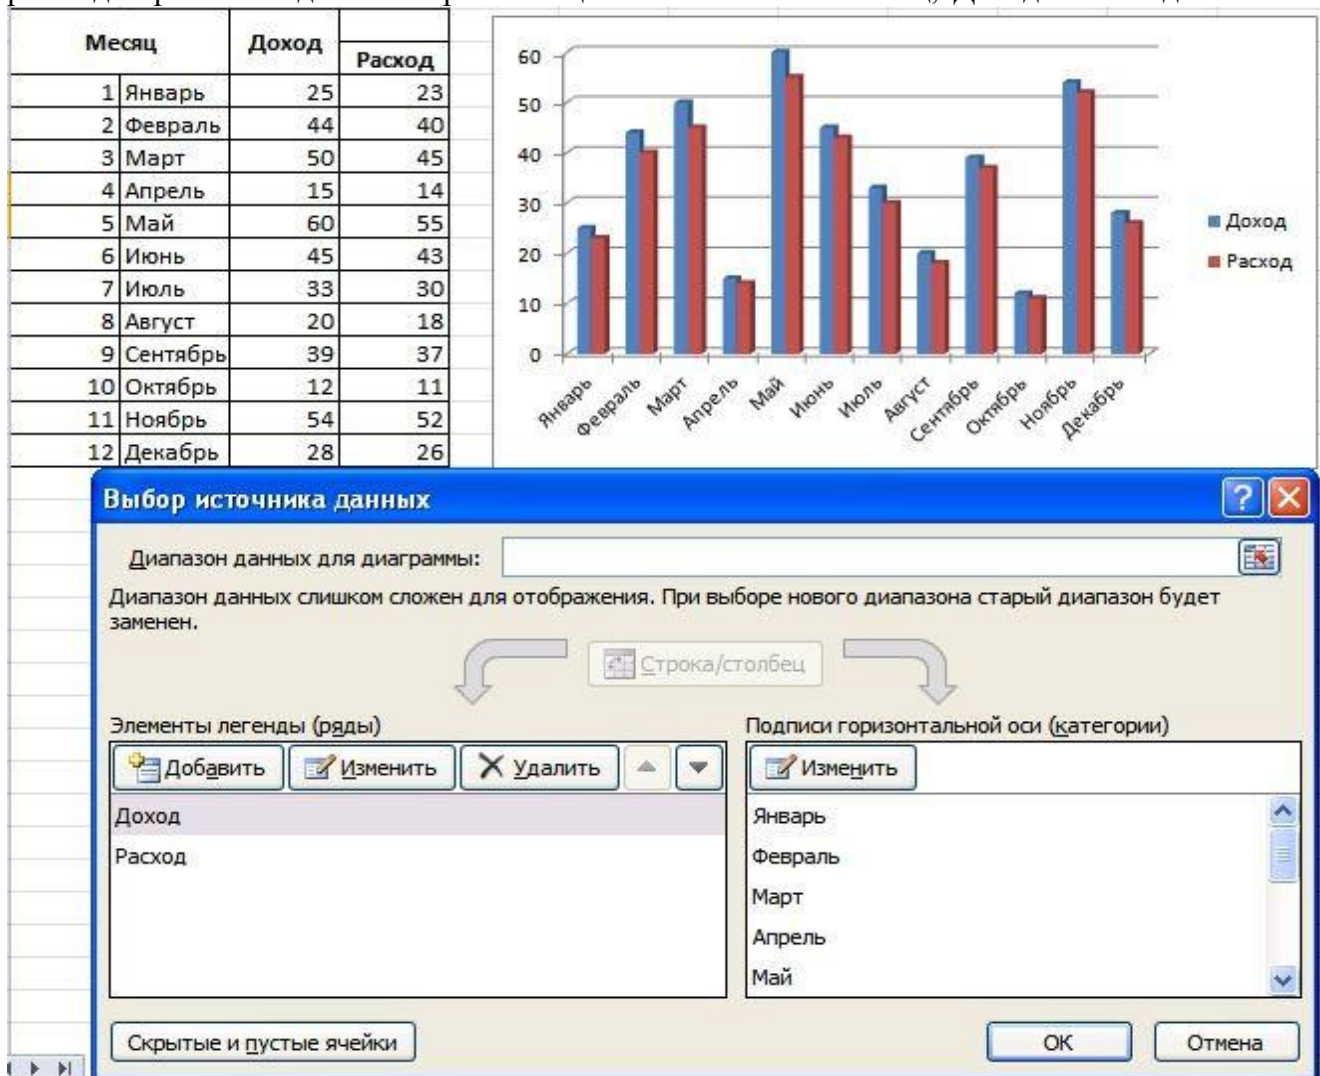 Месяц Доход
Расход
1 Январь 25 23
2 Февраль 44 40
3 Март 50 45
4 Апрель 15 14
5 Май 60 55
6 Июнь 45 43
7 Июль 33 30
8 Август 20 18
9 Сентябрь 39 37
10 Октябрь 12 11
11 Ноябрь 54 52
12 Декабрь 28 26
60
50
40
30
20
10
0
Январь Февраль Март Апрель Май Июнь Июль Август Сентябрь Октябрь Ноябрь Декабрь
Доход
Расход
Выбор источника данных
Диапазон данных для диаграммы:
Диапазон данных слишком сложен для отображения. При выборе нового диапазона старый диапазон будет
заменен.
Строка/столбец
Элементы легенды (ряды)
Добавить Изменить Удалить
Доход
Расход
Подписи горизонтальной оси (категории)
Изменить
Январь
Февраль
Март
Апрель
Май
Скрытые и пустые ячейки
ОК Отмена